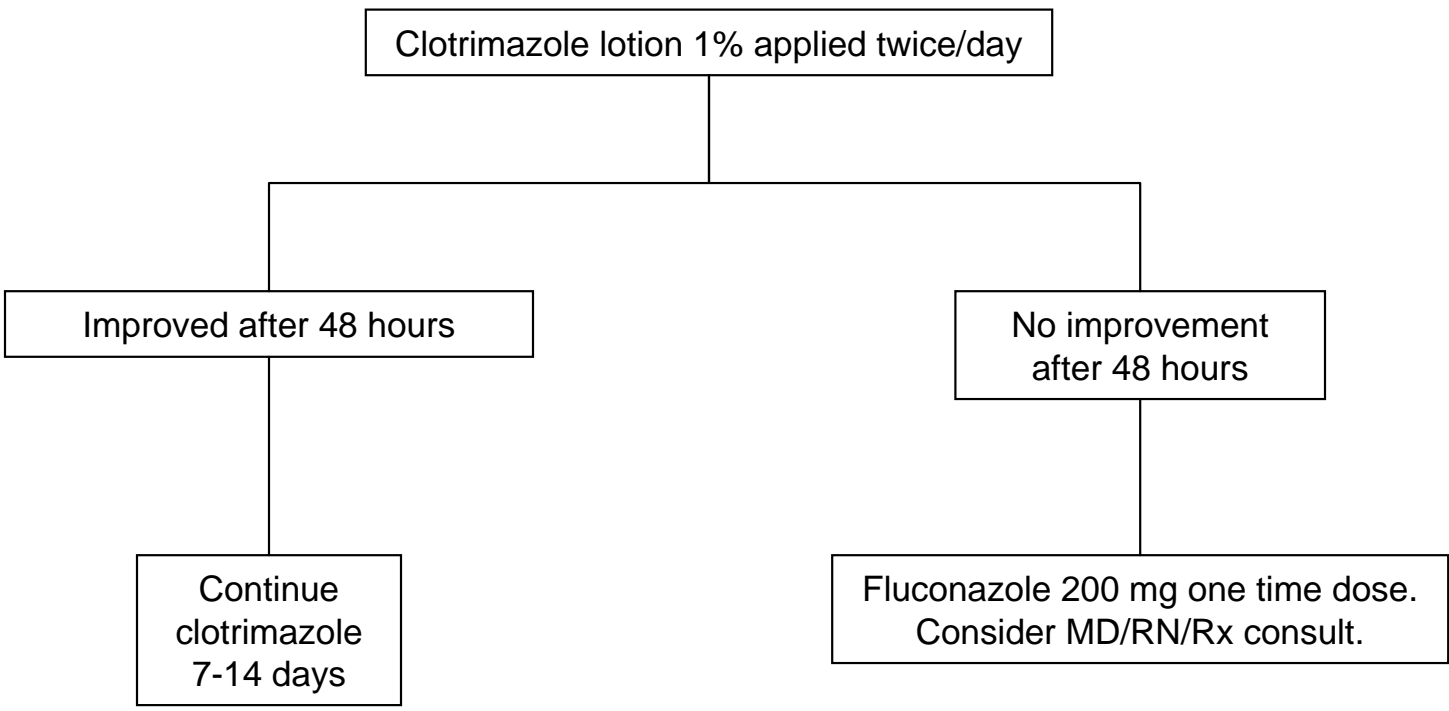 Clotrimazole lotion 1% applied twice/day
Improved after 48 hours
No improvement
after 48 hours
Continue
clotrimazole
7-14 days
Fluconazole 200 mg one time dose.
Consider MD/RN/Rx consult.